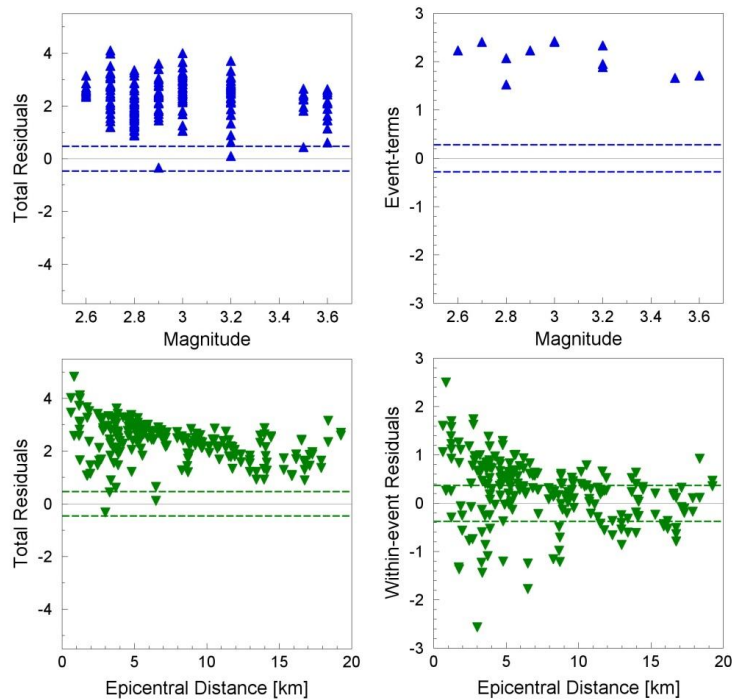 4
2
0
-2
-4
Total Residuals
2.6 2.8 3 3.2 3.4 3.6
Magnitude
3
2
1
0
-1
-2
-3
Event-terms
2.6 2.8 3 3.2 3.4 3.6
Magnitude
4
2
0
-2
-4
Total Residuals
0 5 10 15 20
Epicentral Distance [km]
3
2
1
0
-1
-2
-3
Within-event Residuals
0 5 10 15 20
Epicentral Distance [km]